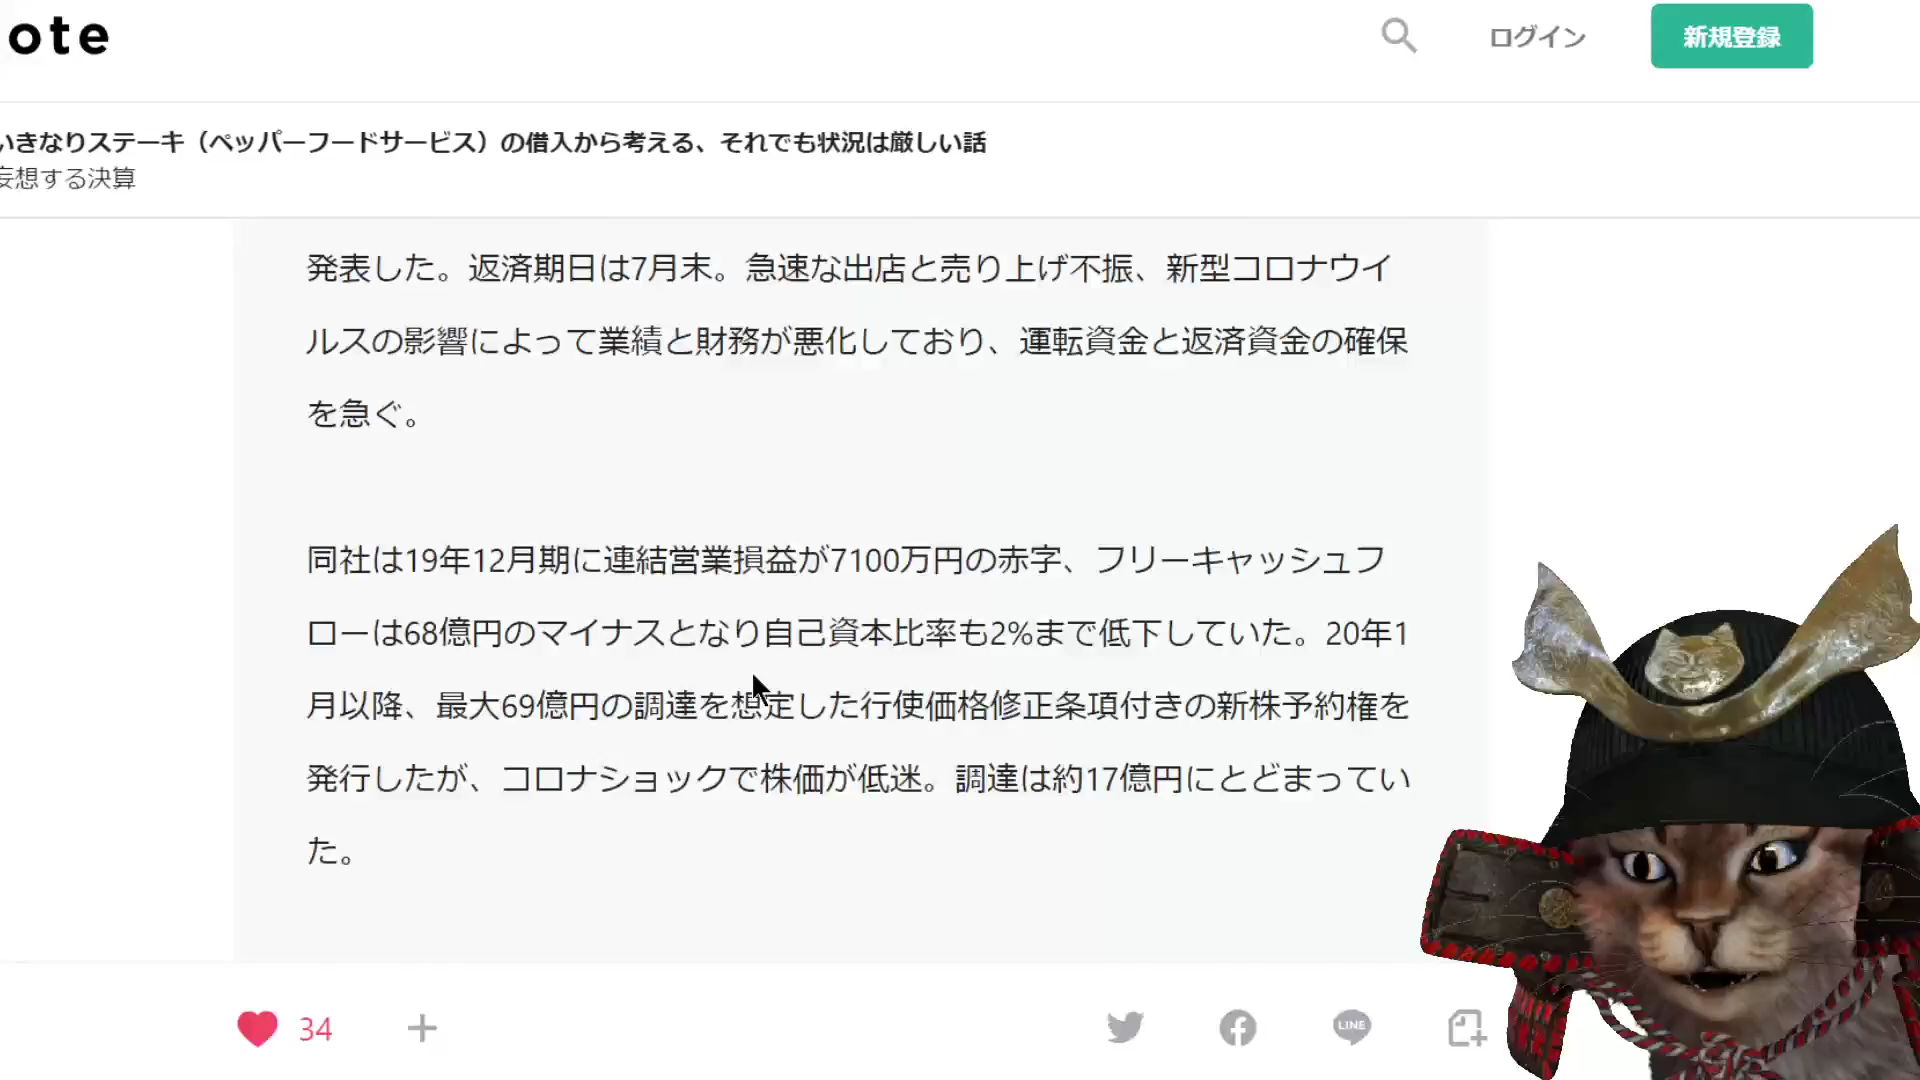 ote
ログイン
新規登録
いきなりステーキ（ペッパーフードサービス）の借入から考える、それでも状況は厳しい話
妄想する決算
発表した。返済期日は7月末。急速な出店と売り上げ不振、新型コロナウイ
ルスの影響によって業績と財務が悪化しており、運転資金と返済資金の確保
を急ぐ。
同社は19年12月期に連結営業損益が7100万円の赤字、フリーキャッシュフ
ローは68億円のマイナスとなり自己資本比率も2%まで低下していた。20年1
月以降、最大69億円の調達を想定した行使価格修正条項付きの新株予約権を
発行したが、コロナショックで株価が低迷。調達は約17億円にとどまってい
た。
34
LINE